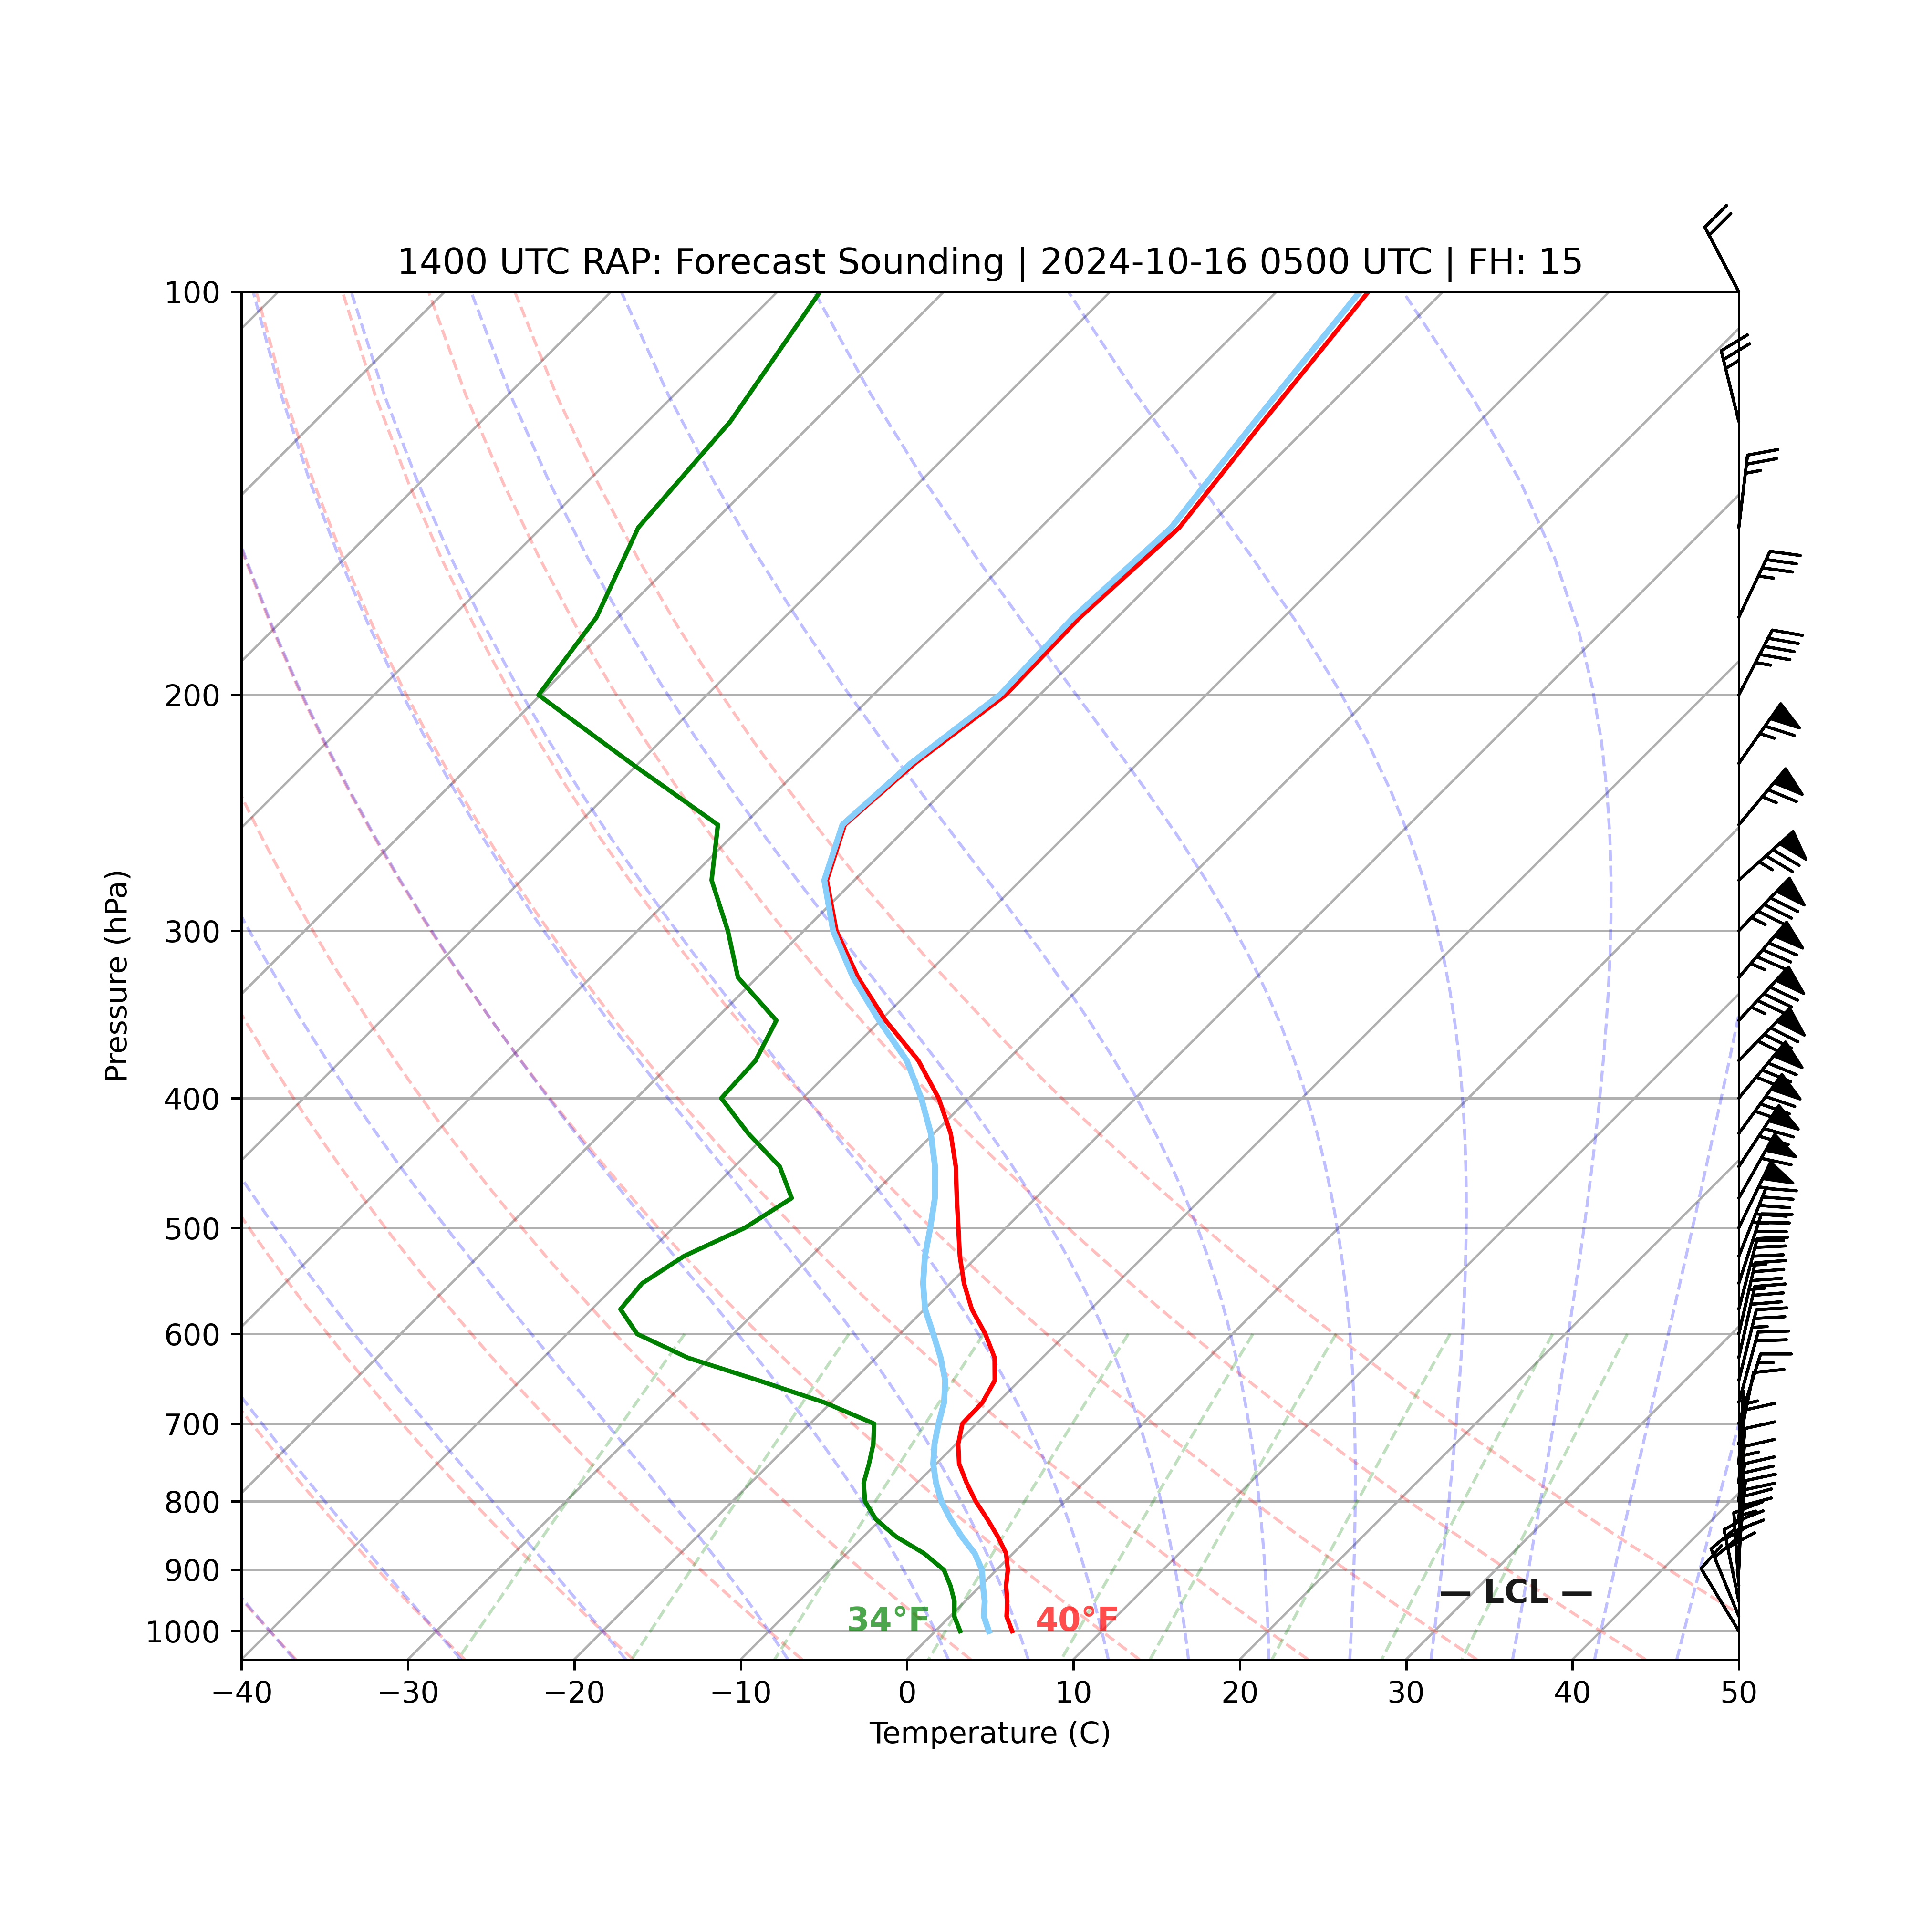 1400 UTC RAP: Forecast Sounding | 2024-10-16 0500 UTC | FH: 15
100
200
300
400
500
600
700
800
900
1000
Pressure (hPa)
— LCL —
34°F 40°F
−40 −30 −20 −10 0 10 20 30 40 50
Temperature (C)